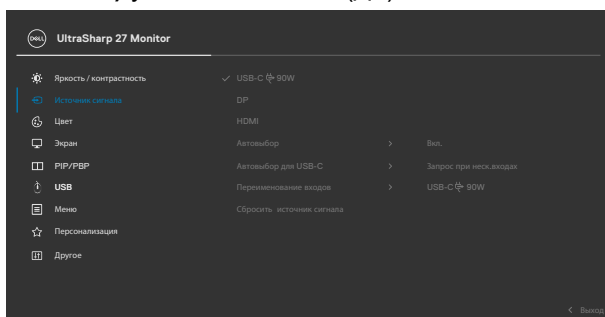 DELL UltraSharp 27 Monitor
Яркость / контрастность ✓ USB-C 90W
Источник сигнала DP
Цвет HDMI
Экран Автовыбор > Вкл.
PIP/PBP Автовыбор для USB-C > Запрос при неск.входах
USB Переименование входов > USB-C 90W
Меню Сбросить источник сигнала
Персонализация
Другое
< Выход